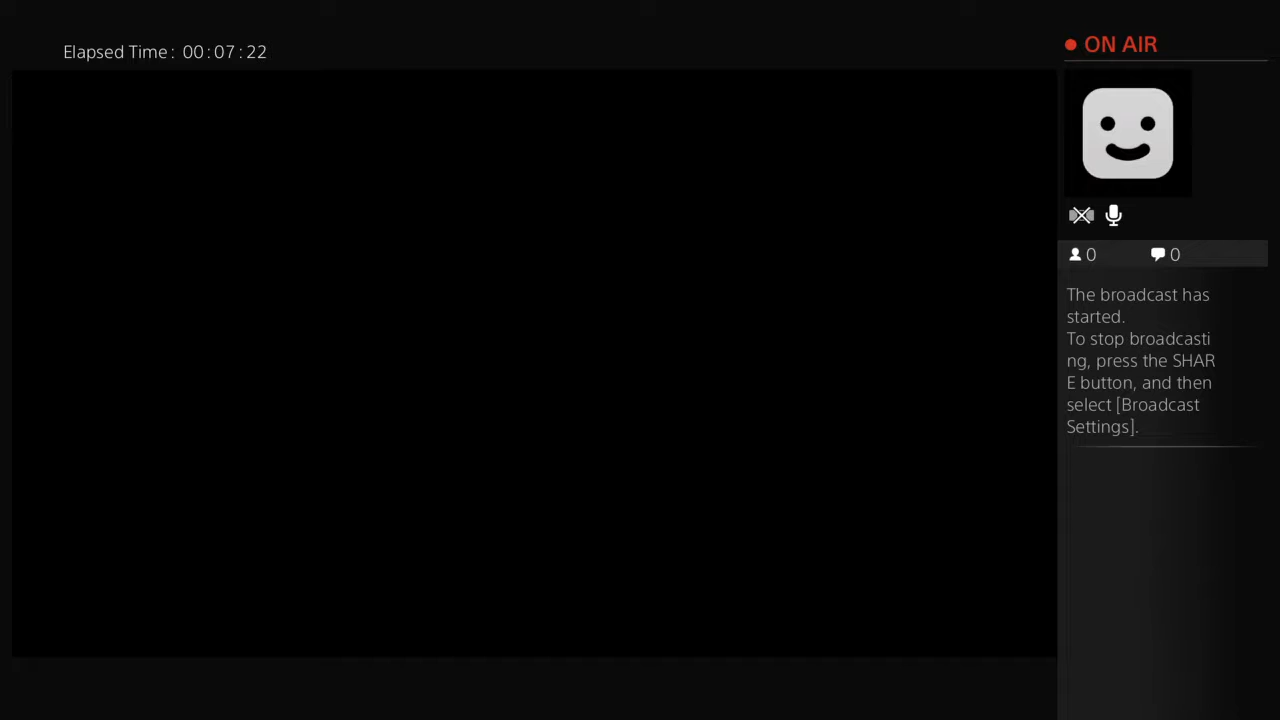 Elapsed Time: 00:07:22
ON AIR
0 0
The broadcast has
started.
To stop broadcasti
ng, press the SHAR
E button, and then
select [Broadcast
Settings].